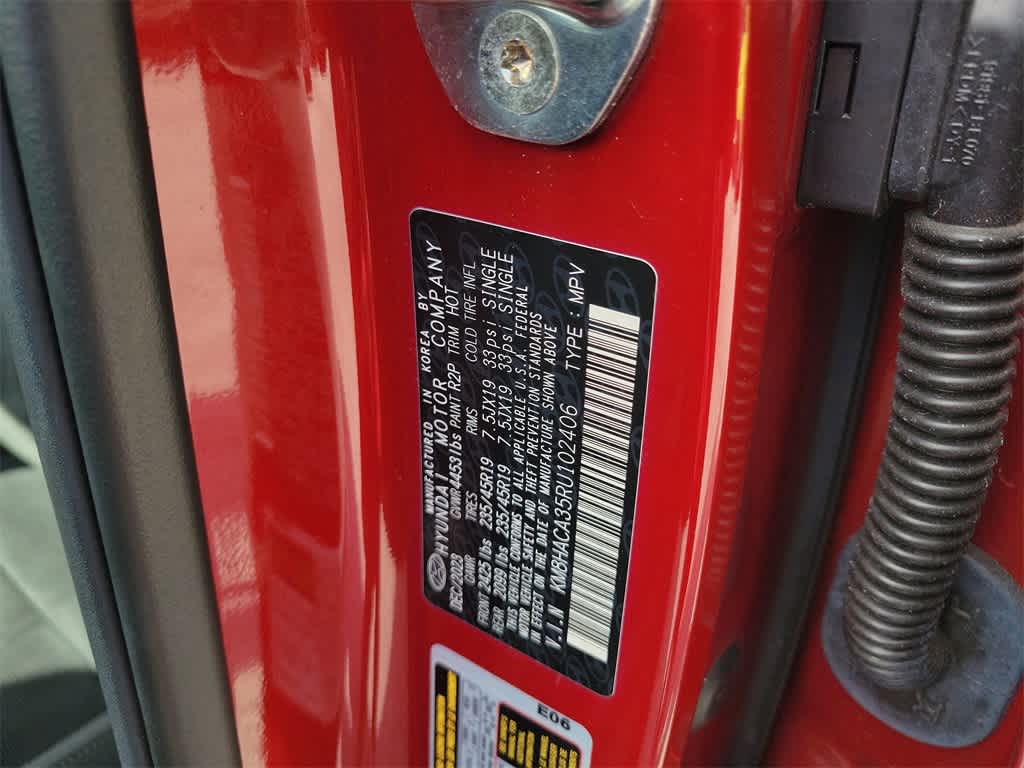 MANUFACTURED IN KOREA BY
HYUNDAI MOTOR COMPANY
DEC/2023 GVWR 4453lbs PAINT R2P TRIM HOT
GAWR TIRES RIMS COLD TIRE INFL.
FRONT 2425 lbs 235/45R19 7.5JX19 33psi SINGLE
REAR 2899 lbs 235/45R19 7.5JX19 33psi SINGLE
THIS VEHICLE CONFORMS TO ALL APPLICABLE U.S.A. FEDERAL
MOTOR VEHICLE SAFETY AND THEFT PREVENTION STANDARDS
IN EFFECT ON THE DATE OF MANUFACTURE SHOWN ABOVE
V.I.N KM8HACA35RU102406 TYPE : MPV
E06